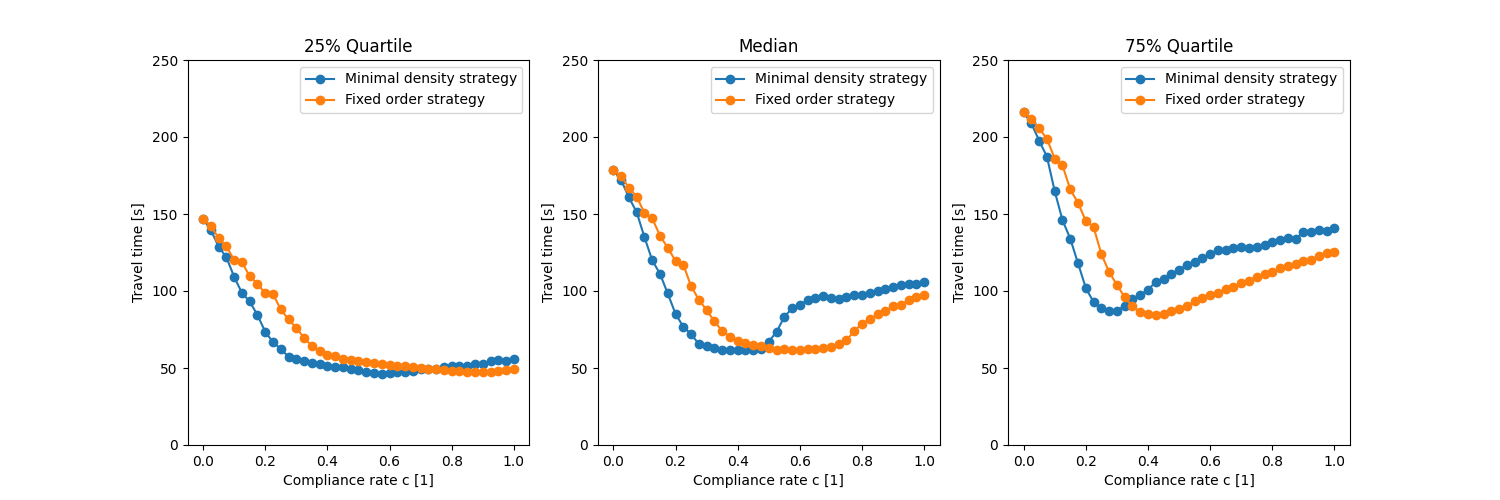 25% Quartile
250
200
150
100
50
0
Travel time [s]
Minimal density strategy
Fixed order strategy
0.0 0.2 0.4 0.6 0.8 1.0
Compliance rate c [1]
Median
250
200
150
100
50
0
Travel time [s]
Minimal density strategy
Fixed order strategy
0.0 0.2 0.4 0.6 0.8 1.0
Compliance rate c [1]
75% Quartile
250
200
150
100
50
0
Travel time [s]
Minimal density strategy
Fixed order strategy
0.0 0.2 0.4 0.6 0.8 1.0
Compliance rate c [1]